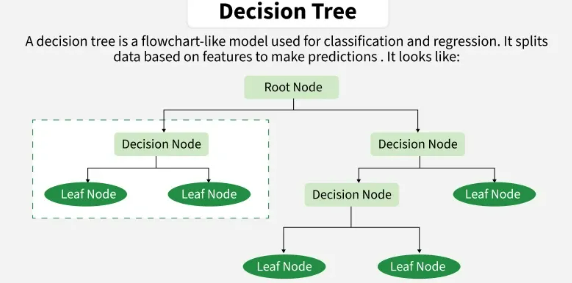 Decision Tree
A decision tree is a flowchart-like model used for classification and regression. It splits
data based on features to make predictions . It looks like:
Root Node
Decision Node
Decision Node
Leaf Node
Leaf Node
Decision Node
Leaf Node
Leaf Node
Leaf Node